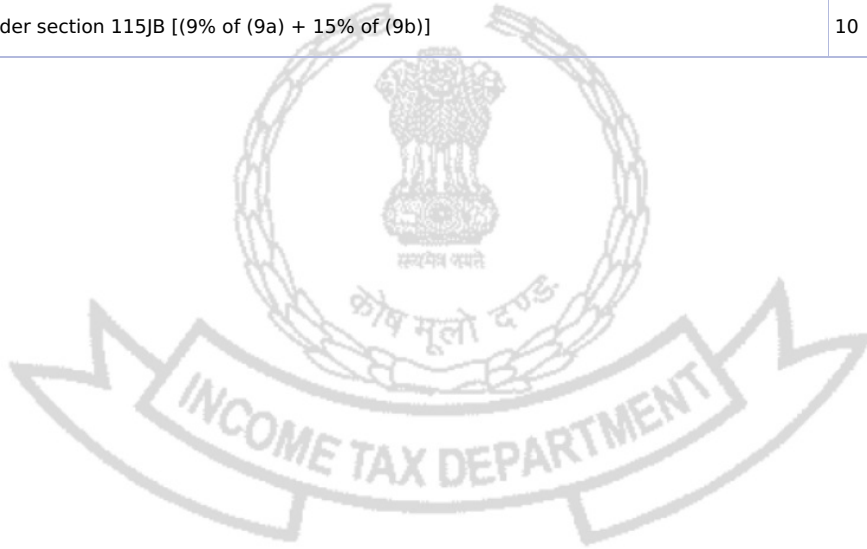 der section 115JB [(9% of (9a) + 15% of (9b)] 10
सत्यमेव जयते
कोष मूलो दण्ड
INCOME TAX DEPARTMENT